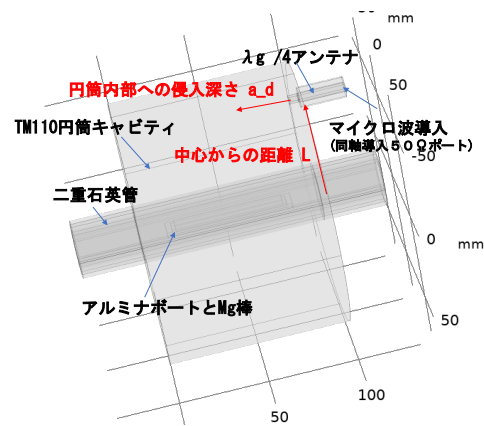 mm
0
λg /4アンテナ
50
円筒内部への侵入深さ a_d
TM110円筒キャビティ
マイクロ波導入
(同軸導入５０Ωポート)
中心からの距離 L
-50
二重石英管
0
mm
アルミナボートとMg棒
50
100
50